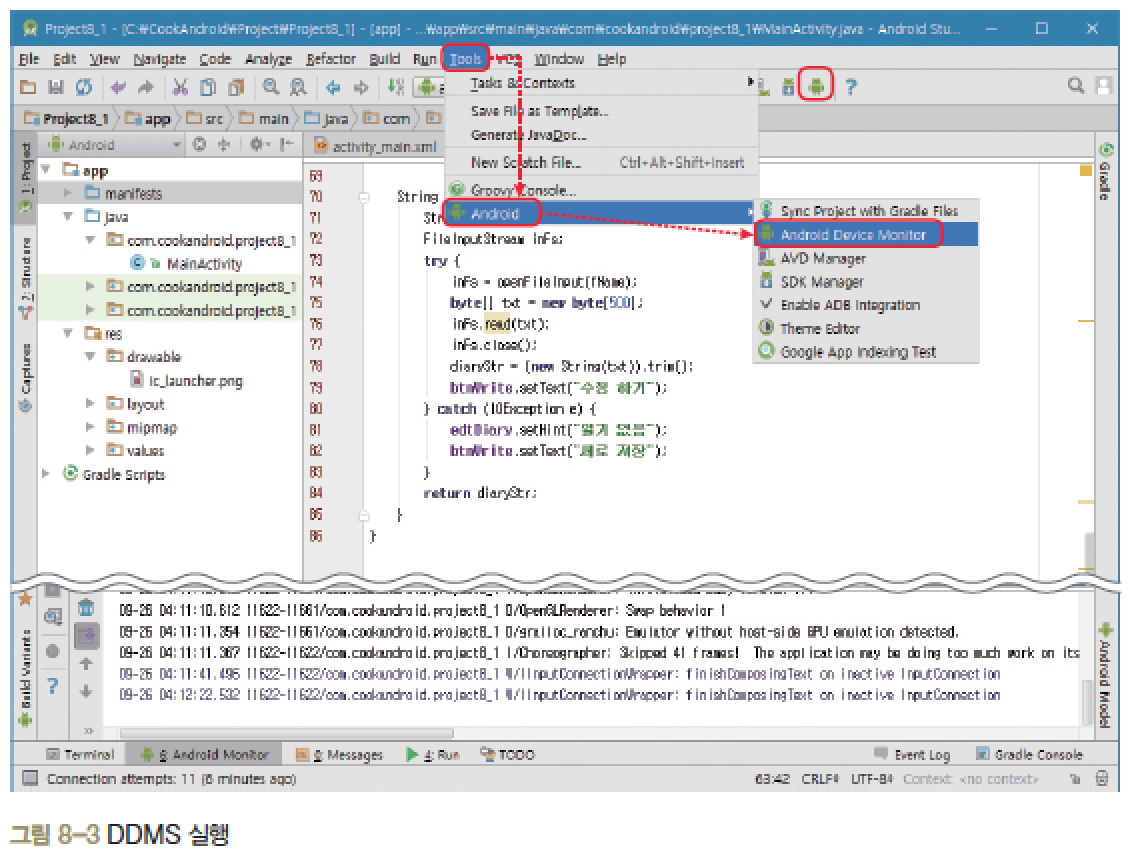 Project8_1 - [C:₩CookAndroid₩Project₩Project8_1] - [app] - ...₩app₩src₩main₩java₩com₩cookandroid₩project8_1₩MainActivity.java - Android Stu...
File Edit View Navigate Code Analyze Refactor Build Run Tools VCS Window Help
Project8_1 app src main java com
Android
activity_main.xml
1: Project
2: Structure
Captures
Build Variants
Gradle
Android Model
app
manifests
java
com.cookandroid.project8_1
MainActivity
com.cookandroid.project8_1
com.cookandroid.project8_1
res
drawable
ic_launcher.png
layout
mipmap
values
Gradle Scripts
Tasks & Contexts
Save File as Template...
Generate JavaDoc...
New Scratch File... Ctrl+Alt+Shift+Insert
Groovy Console...
Android
Sync Project with Gradle Files
Android Device Monitor
AVD Manager
SDK Manager
Enable ADB Integration
Theme Editor
Google App Indexing Test
69
70 String
71 Str
72 FileInputStream inFs;
73 try {
74 inFs = openFileInput(fName);
75 byte[] txt = new byte[500];
76 inFs.read(txt);
77 inFs.close();
78 diaryStr = (new String(txt)).trim();
79 btnWrite.setText("수정 하기");
80 } catch (IOException e) {
81 edtDiary.setHint("일기 없음");
82 btnWrite.setText("새로 저장");
83 }
84 return diaryStr;
85 }
86 }
09-26 04:11:10.612 11622-11661/com.cookandroid.project8_1 D/OpenGLRenderer: Swap behavior 1
09-26 04:11:11.354 11622-11661/com.cookandroid.project8_1 D/gralloc_ranchu: Emulator without host-side GPU emulation detected.
09-26 04:11:11.367 11622-11622/com.cookandroid.project8_1 I/Choreographer: Skipped 41 frames! The application may be doing too much work on its
09-26 04:11:41.496 11622-11622/com.cookandroid.project8_1 W/IInputConnectionWrapper: finishComposingText on inactive InputConnection
09-26 04:12:22.532 11622-11622/com.cookandroid.project8_1 W/IInputConnectionWrapper: finishComposingText on inactive InputConnection
Terminal 6: Android Monitor 0: Messages 4: Run TODO Event Log Gradle Console
Connection attempts: 11 (6 minutes ago) 63:42 CRLF÷ UTF-8÷ Context: <no context>
그림 8-3 DDMS 실행